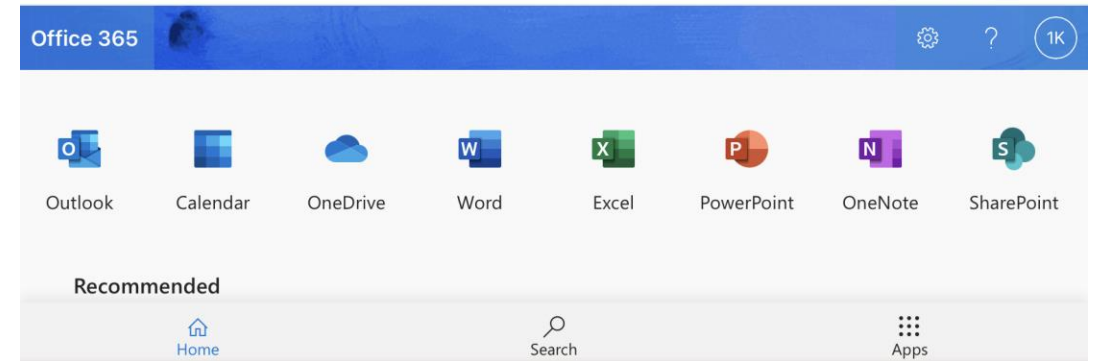 Office 365 ? 1K
O W X P N S
Outlook Calendar OneDrive Word Excel PowerPoint OneNote SharePoint
Recommended
Home Search Apps